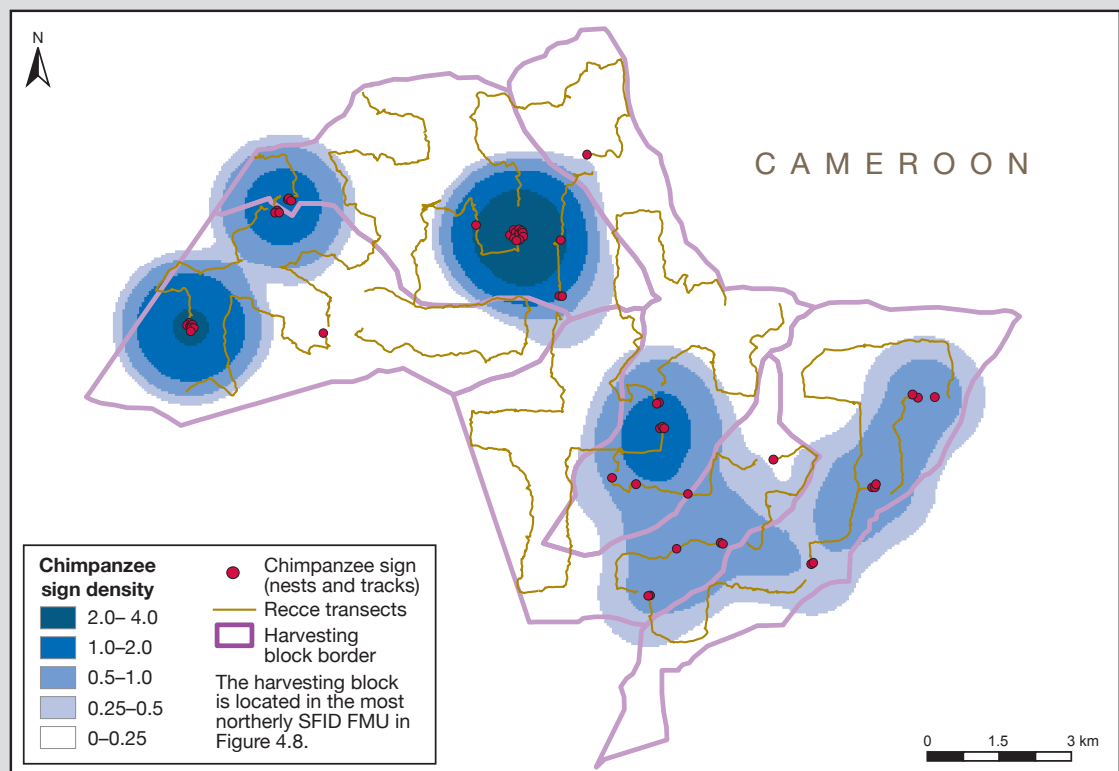 N
CAMEROON
Chimpanzee
sign density
2.0– 4.0
1.0–2.0
0.5–1.0
0.25–0.5
0–0.25
Chimpanzee sign
(nests and tracks)
Recce transects
Harvesting
block border
The harvesting block
is located in the most
northerly SFID FMU in
Figure 4.8.
0 1.5 3 km